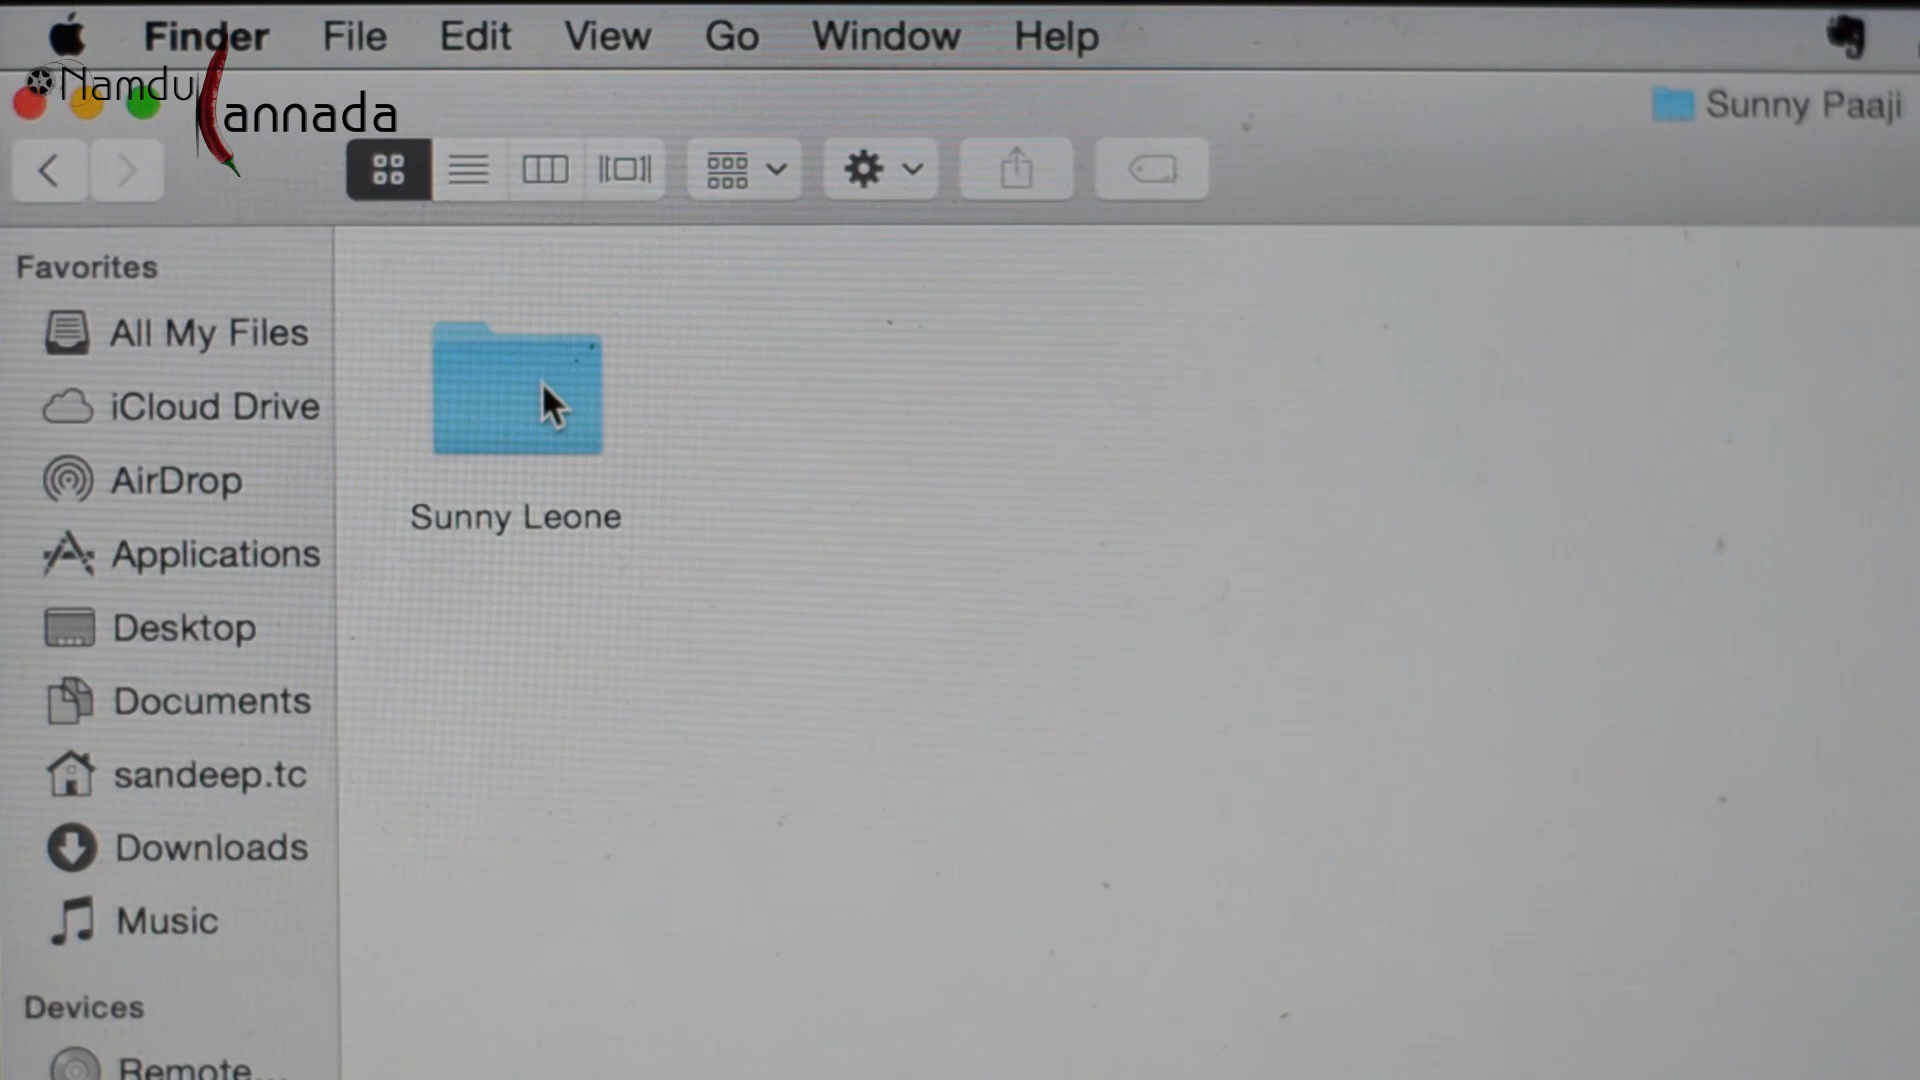 Finder File Edit View Go Window Help
Namdu
Kannada
Sunny Paaji
Favorites
All My Files
iCloud Drive
AirDrop
Applications
Desktop
Documents
sandeep.tc
Downloads
Music
Devices
Remote...
Sunny Leone